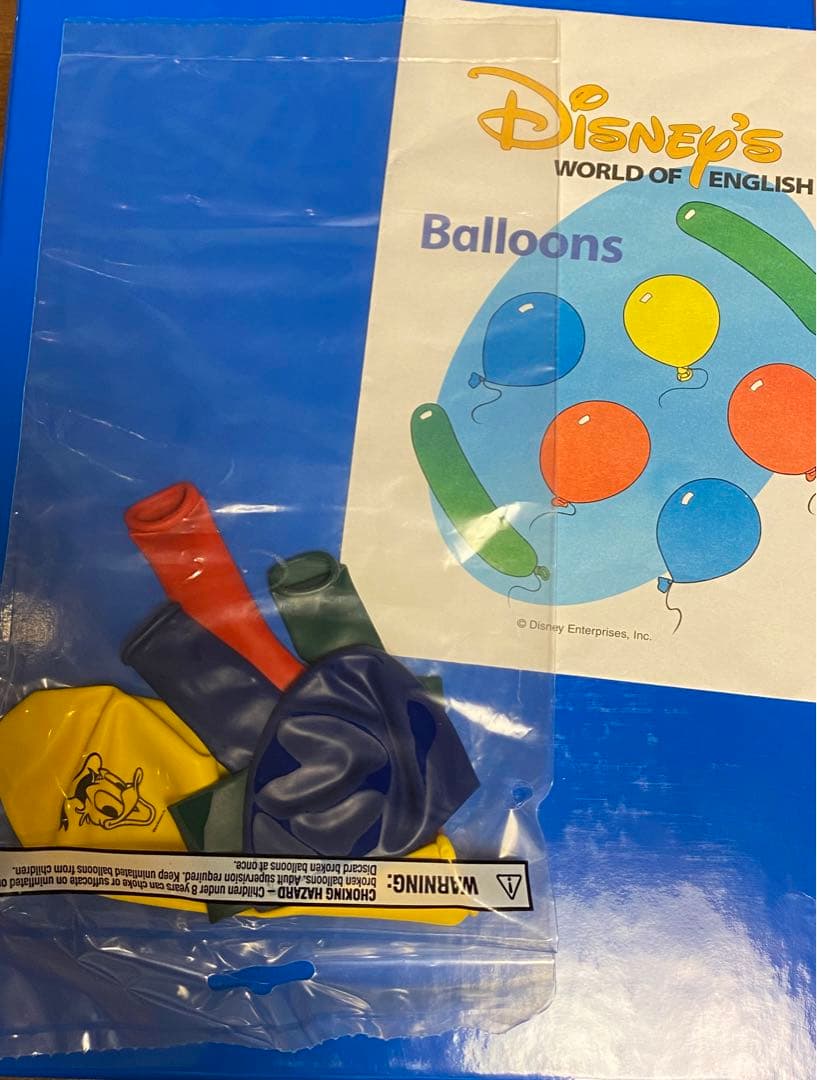 DISNEY'S
WORLD OF ENGLISH
Balloons
© Disney Enterprises, Inc.
WARNING:
CHOKING HAZARD – Children under 8 years can choke or suffocate on uninflated
broken balloons. Adult supervision required. Keep uninflated balloons from children.
Discard broken balloons at once.